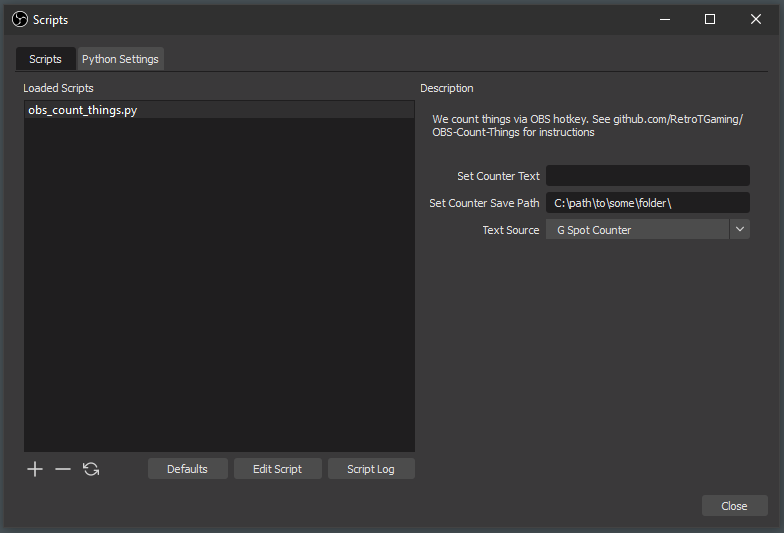 Scripts
Scripts
Python Settings
Loaded Scripts
obs_count_things.py
Description
We count things via OBS hotkey. See github.com/RetroTGaming/
OBS-Count-Things for instructions
Set Counter Text
Set Counter Save Path C:\path\to\some\folder\
Text Source G Spot Counter
Defaults
Edit Script
Script Log
Close